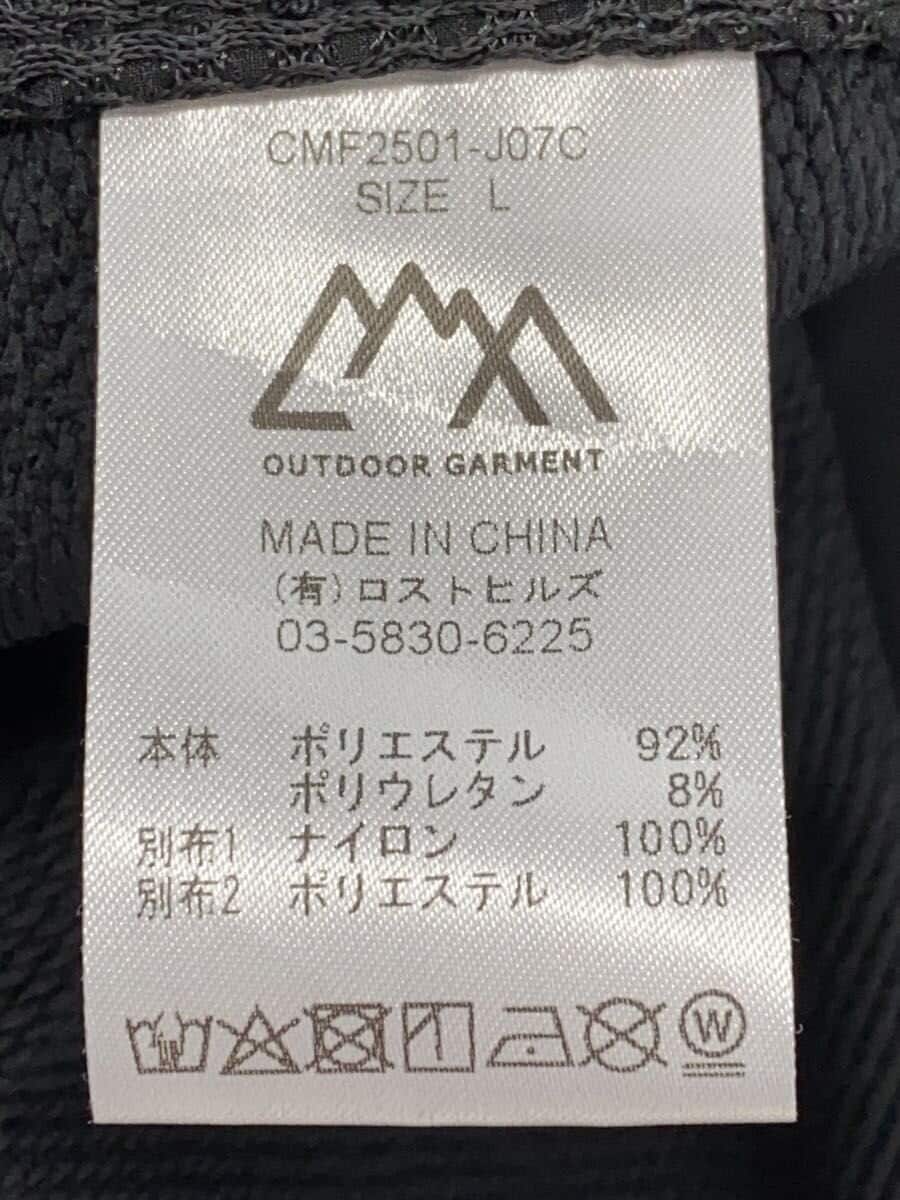 CMF2501-J07C
SIZE L
OUTDOOR GARMENT
MADE IN CHINA
(有)ロストヒルズ
03-5830-6225
本体 ポリエステル 92%
ポリウレタン 8%
別布1 ナイロン 100%
別布2 ポリエステル 100%
W